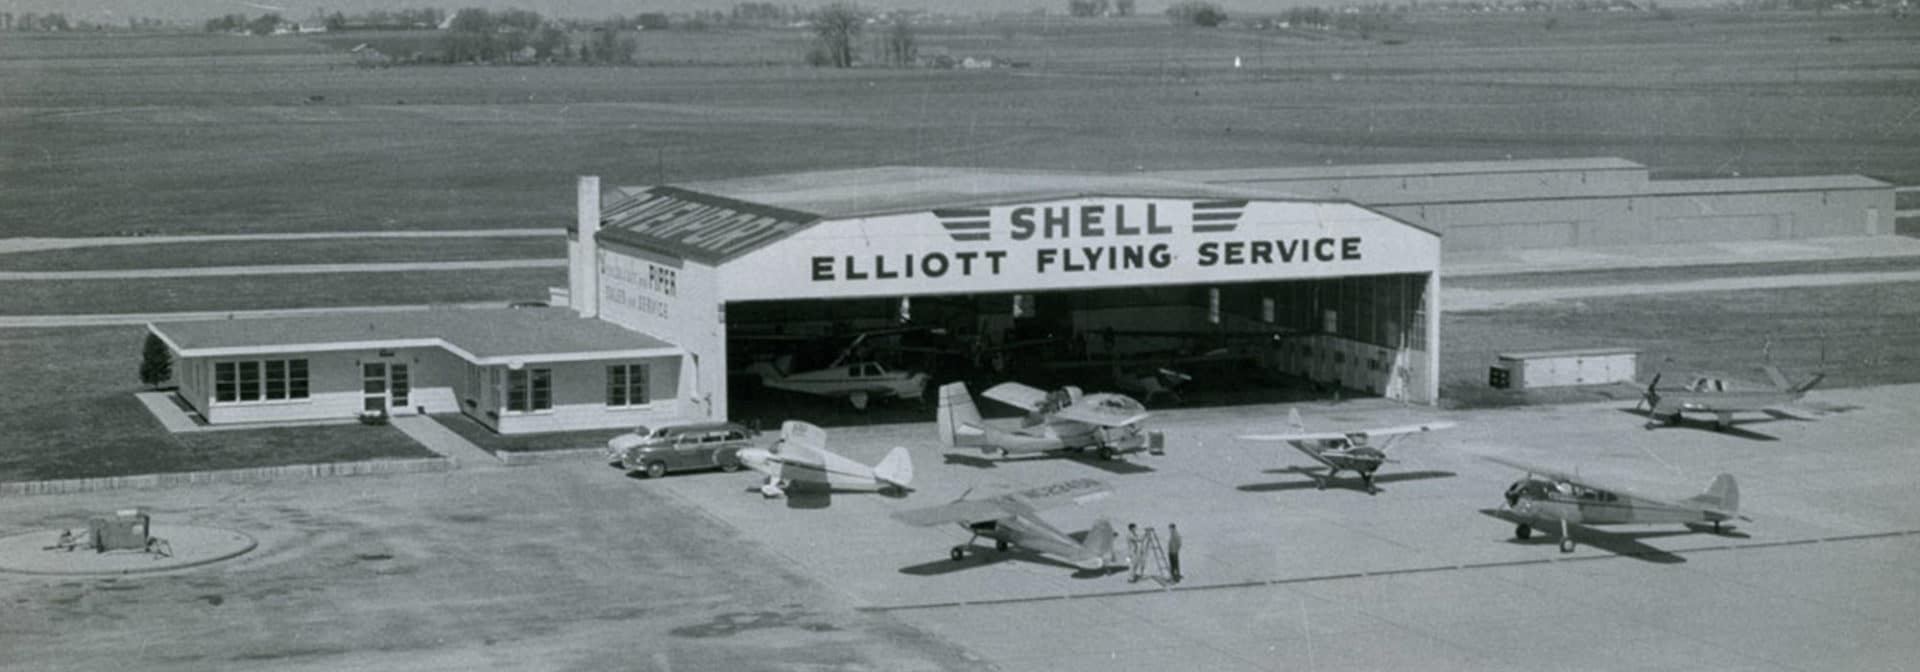 SHELL
ELLIOTT FLYING SERVICE
DAVENPORT
PIPER
SALES AND SERVICE